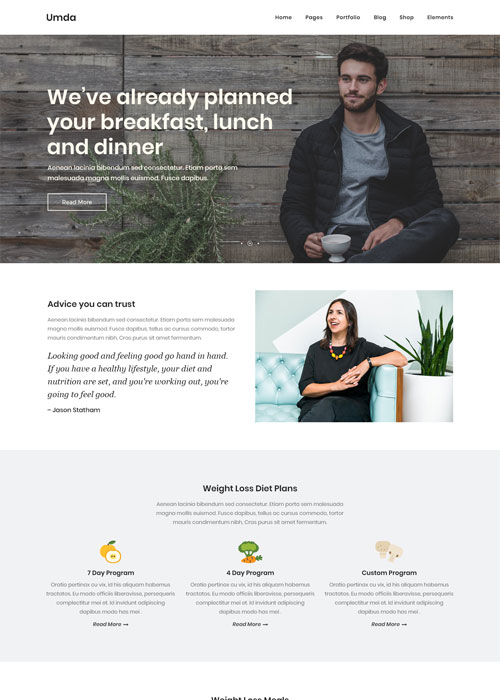 Umda
Home Pages Portfolio Blog Shop Elements
We've already planned
your breakfast, lunch
and dinner
Aenean lacinia bibendum sed consectetur. Etiam porta sem
malesuada magna mollis euismod. Fusce dapibus.
Read More
Advice you can trust
Aenean lacinia bibendum sed consectetur. Etiam porta sem malesuada
magna mollis euismod. Fusce dapibus, tellus ac cursus commodo, tortor
mauris condimentum nibh. Cras purus sit amet fermentum.
Looking good and feeling good go hand in hand.
If you have a healthy lifestyle, your diet and
nutrition are set, and you're working out, you're
going to feel good.
– Jason Statham
Weight Loss Diet Plans
Aenean lacinia bibendum sed consectetur. Etiam porta sem malesuada
magna mollis euismod. Fusce dapibus, tellus ac cursus commodo, tortor
mauris condimentum nibh, Cras purus sit amet fermentum.
7 Day Program
Oratio pertinax cu vix, id his aliquam habemus
tractatos. Eu modo officiis liberavisse, persequeris
complectitur mei at. Id invidunt adipiscing
dapibus modo has mei .
Read More
4 Day Program
Oratio pertinax cu vix, id his aliquam habemus
tractatos. Eu modo officiis liberavisse, persequeris
complectitur mei et. Id invidunt adipiscing
dapibus modo has mei .
Read More
Custom Program
Oratio pertinax cu vix, id his aliquam habemus
tractatos. Eu modo officiis liberavisse, persequeris
complectitur mei et. Id invidunt adipiscing
dapibus modo has mei .
Read More
Weight Loss Meals